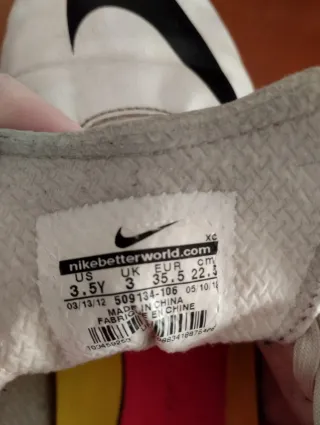 XC
nikebetterworld.com
US UK EUR cm
3.5Y 3 35.5 22.5
03/13/12 509134-106 05/10/1
MADE IN CHINA
FABRIQUE EN CHINE